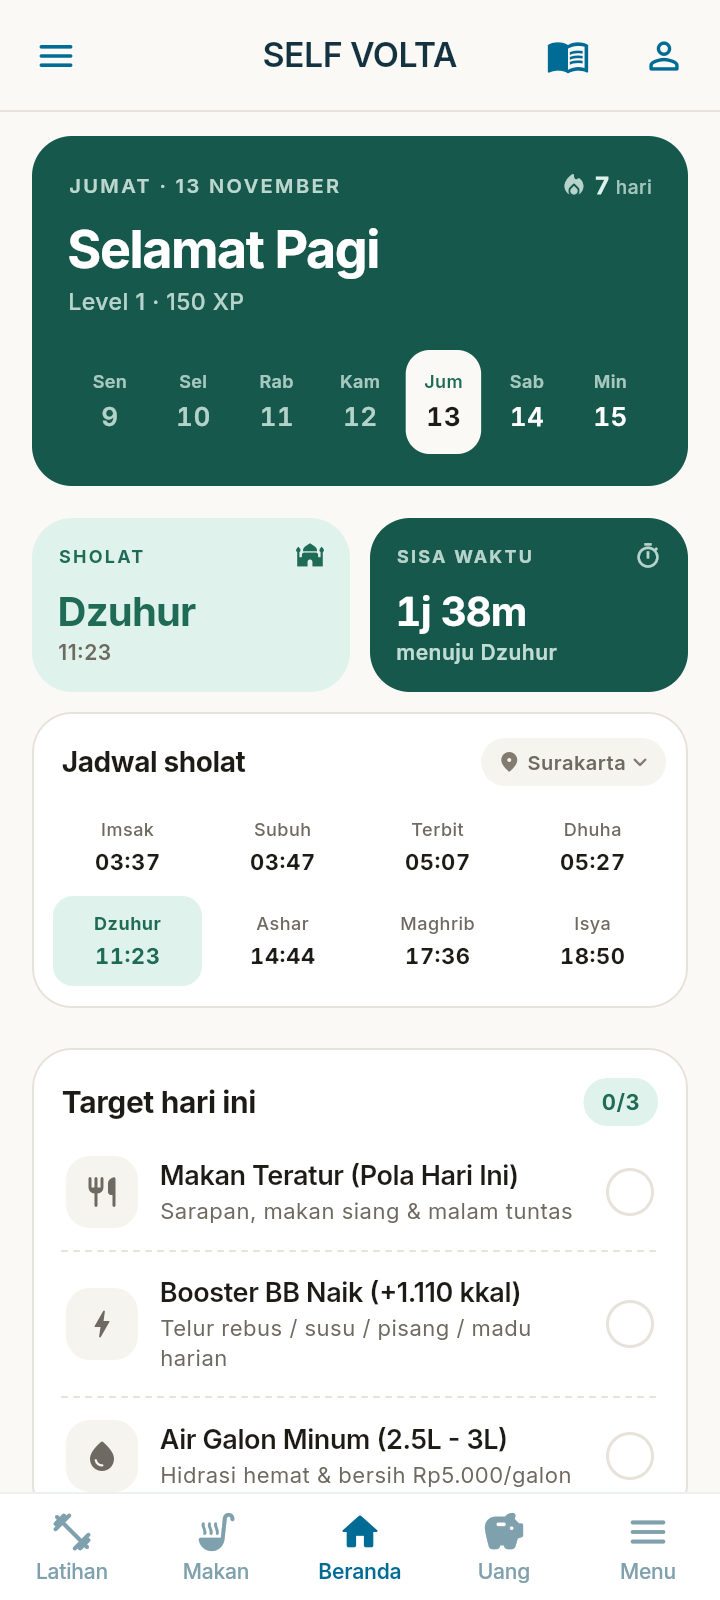 SELF VOLTA
JUMAT · 13 NOVEMBER
7 hari
Selamat Pagi
Level 1 · 150 XP
Sen Sel Rab Kam Jum Sab Min
9 10 11 12 13 14 15
SHOLAT
Dzuhur
11:23
SISA WAKTU
1j 38m
menuju Dzuhur
Jadwal sholat
Surakarta
Imsak Subuh Terbit Dhuha
03:37 03:47 05:07 05:27
Dzuhur Ashar Maghrib Isya
11:23 14:44 17:36 18:50
Target hari ini
0/3
Makan Teratur (Pola Hari Ini)
Sarapan, makan siang & malam tuntas
Booster BB Naik (+1.110 kkal)
Telur rebus / susu / pisang / madu
harian
Air Galon Minum (2.5L - 3L)
Hidrasi hemat & bersih Rp5.000/galon
Latihan Makan Beranda Uang Menu